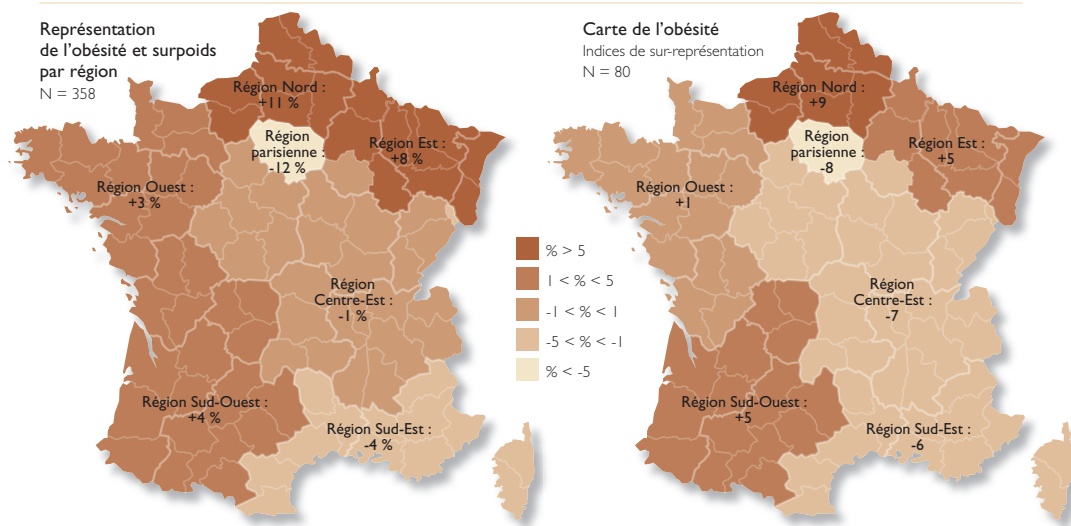 Représentation
de l'obésité et surpoids
par région
N = 358
Région Nord :
+11 %
Région
parisienne :
-12 %
Région Est :
+8 %
Région Ouest :
+3 %
Région
Centre-Est :
-1 %
Région Sud-Ouest :
+4 %
Région Sud-Est :
-4 %
% > 5
1 < % < 5
-1 < % < 1
-5 < % < -1
% < -5
Carte de l'obésité
Indices de sur-représentation
N = 80
Région Nord :
+9
Région
parisienne :
-8
Région Est :
+5
Région Ouest :
+1
Région
Centre-Est :
-7
Région Sud-Ouest :
+5
Région Sud-Est :
-6